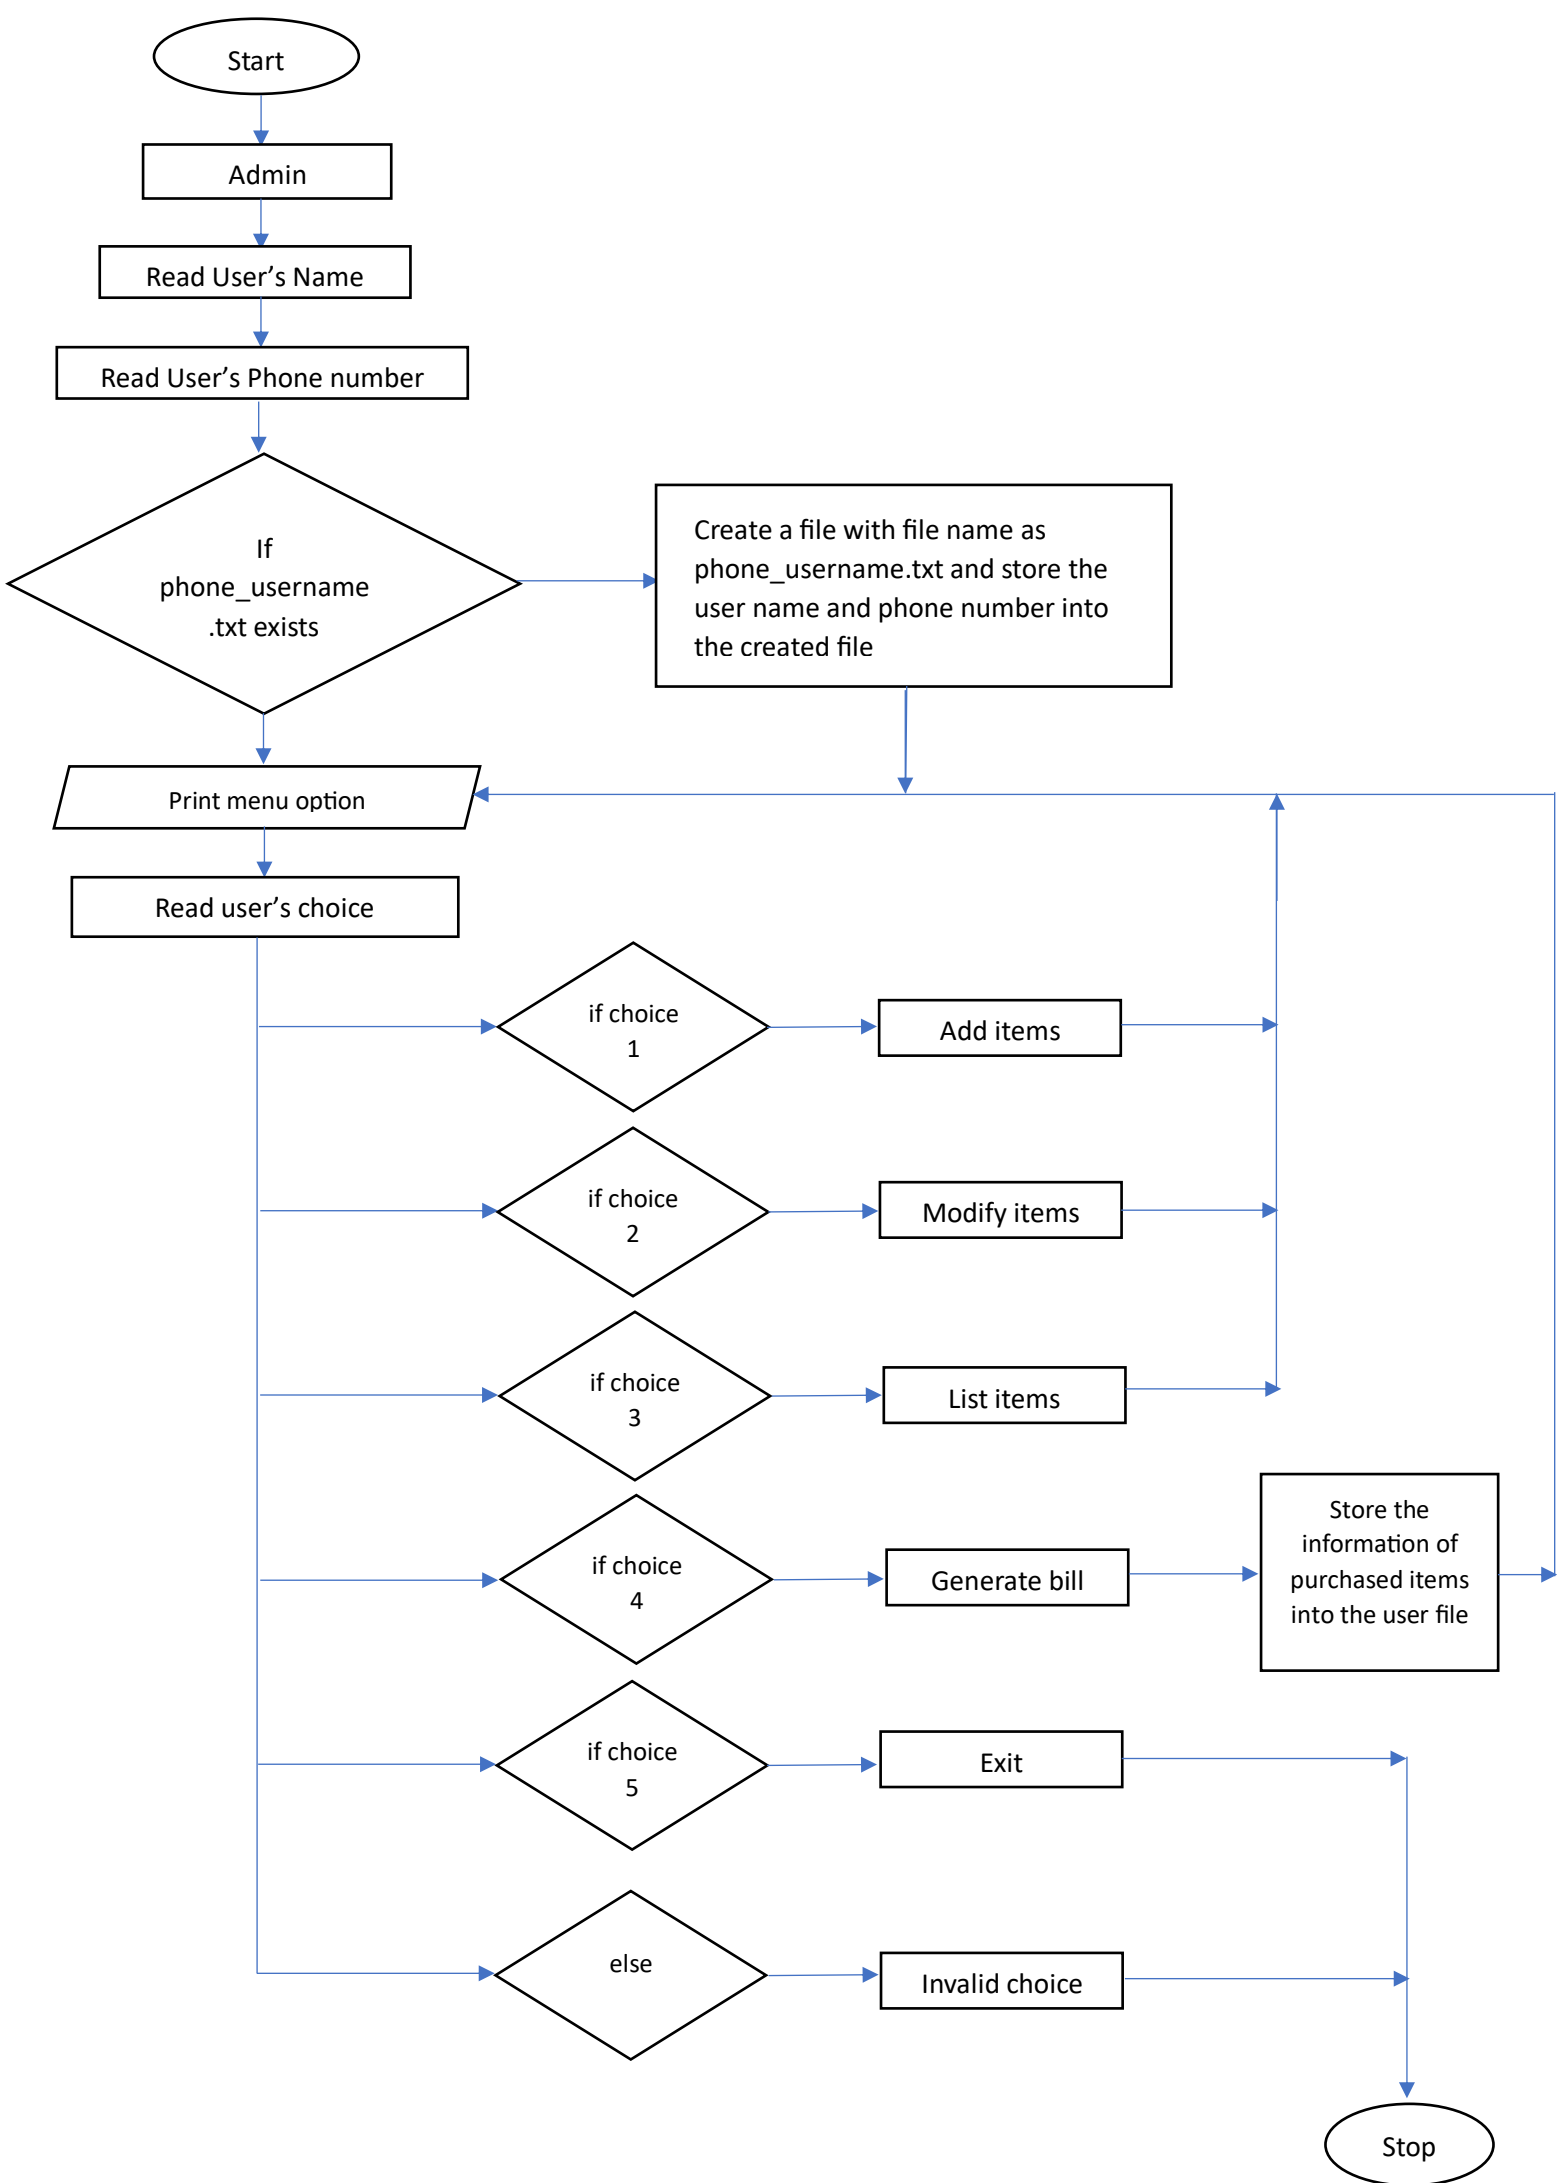 Start
Admin
Read User’s Name
Read User’s Phone number
If
phone_username
.txt exists
Create a file with file name as
phone_username.txt and store the
user name and phone number into
the created file
Print menu option
Read user’s choice
if choice
1
Add items
if choice
2
Modify items
if choice
3
List items
if choice
4
Generate bill
Store the
information of
purchased items
into the user file
if choice
5
Exit
else
Invalid choice
Stop